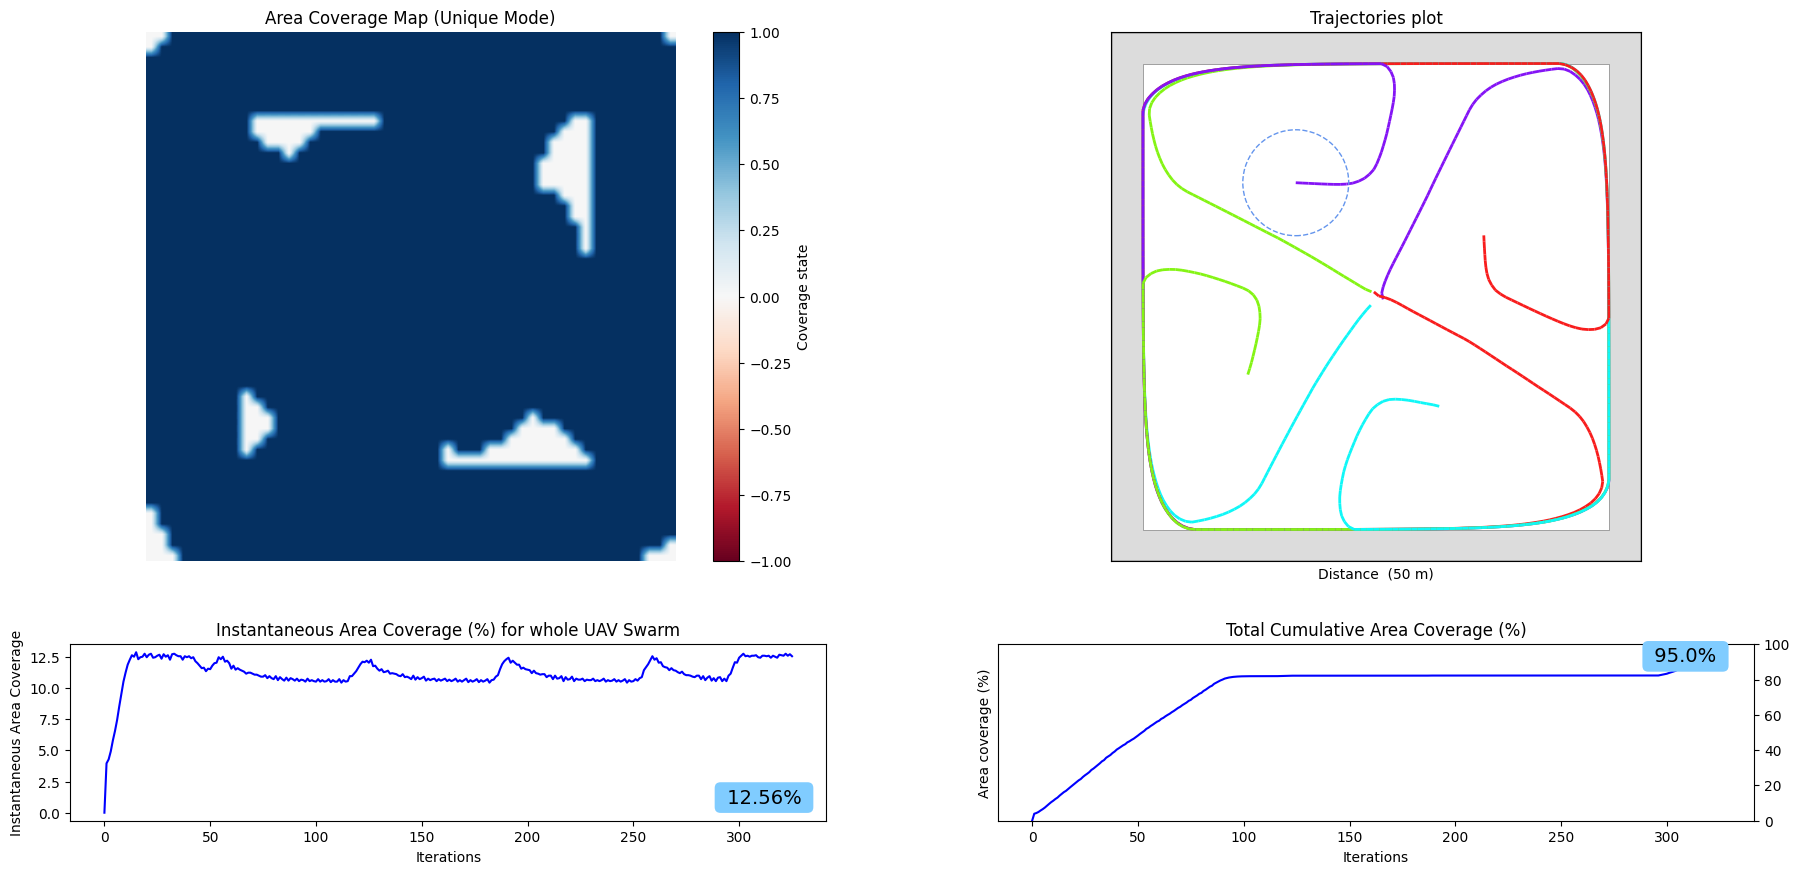 Area Coverage Map (Unique Mode)
1.00
0.75
0.50
0.25
0.00
−0.25
−0.50
−0.75
−1.00
Coverage state
Trajectories plot
Distance  (50 m)
Instantaneous Area Coverage (%) for whole UAV Swarm
Instantaneous Area Coverage
12.5
10.0
7.5
5.0
2.5
0.0
12.56%
0 50 100 150 200 250 300
Iterations
Total Cumulative Area Coverage (%)
Area coverage (%)
95.0%
100
80
60
40
20
0
0 50 100 150 200 250 300
Iterations